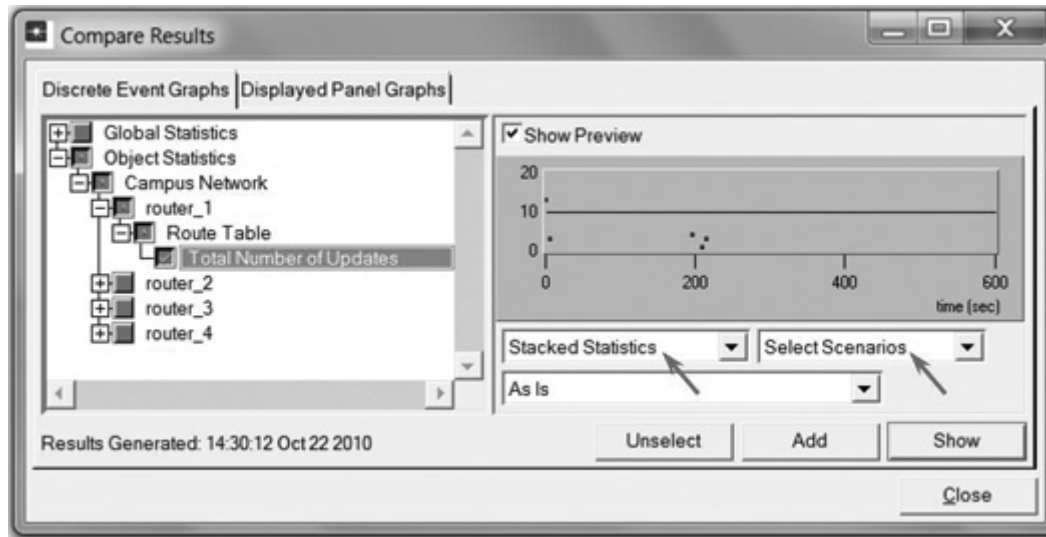 Compare Results
Discrete Event Graphs Displayed Panel Graphs
Global Statistics
Object Statistics
Campus Network
router_1
Route Table
Total Number of Updates
router_2
router_3
router_4
Show Preview
20
10
0
0 200 400 600
time (sec)
Stacked Statistics Select Scenarios
As Is
Results Generated: 14:30:12 Oct 22 2010
Unselect Add Show
Close